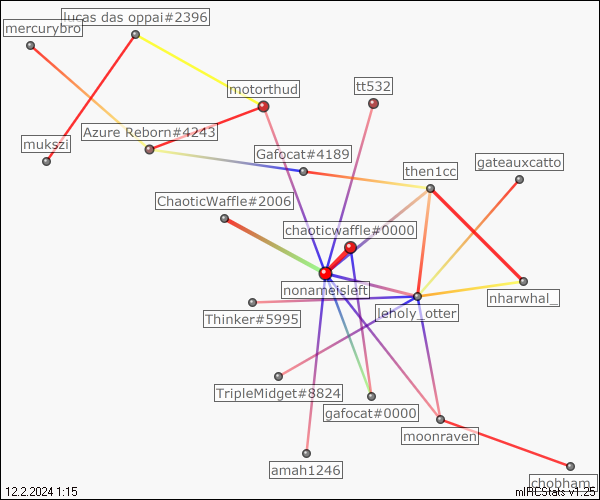 lucas das oppai#2396
mercurybro
motorthud
tt532
Azure Reborn#4243
mukszi
Gafocat#4189
then1cc
gateauxcatto
ChaoticWaffle#2006
chaoticwaffle#0000
nonameisleft
nharwhal_
Thinker#5995
leholy_otter
TripleMidget#8824
gafocat#0000
moonraven
amah1246
chobham_
12.2.2024 1:15
mIRCStats v1.25